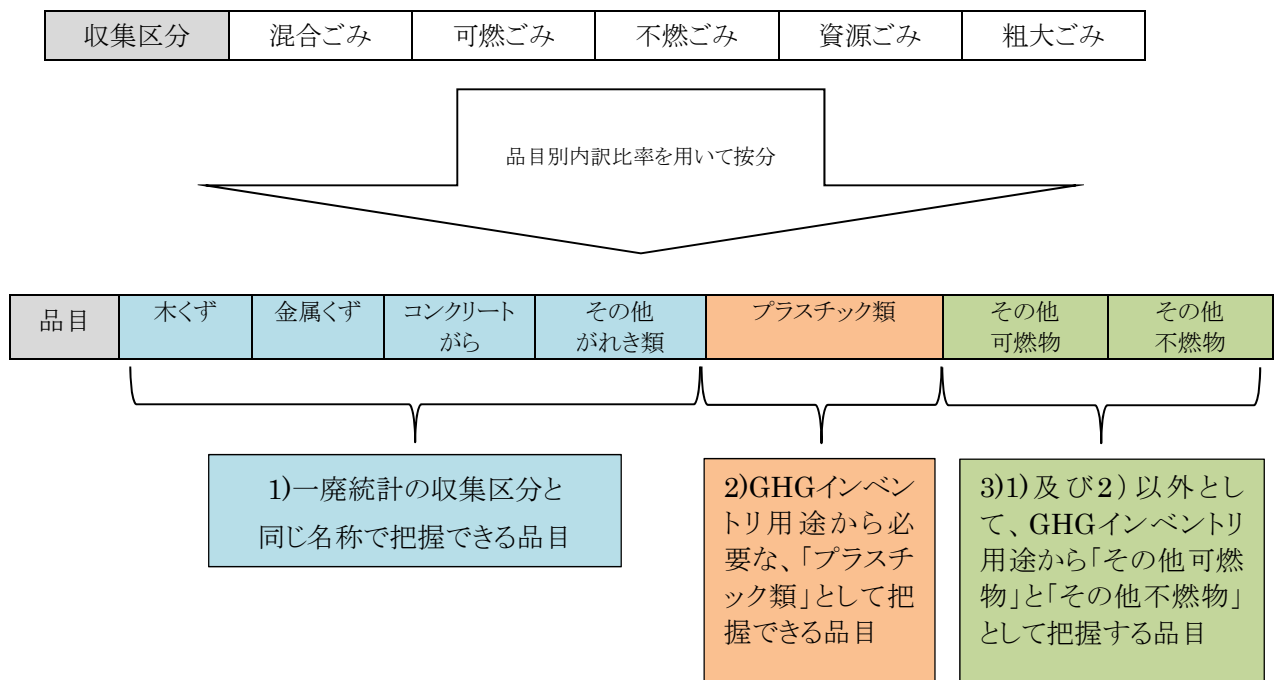 収集区分 混合ごみ 可燃ごみ 不燃ごみ 資源ごみ 粗大ごみ
品目別内訳比率を用いて按分
品目
木くず
金属くず
コンクリート
がら
その他
がれき類
プラスチック類
その他
可燃物
その他
不燃物
1)一廃統計の収集区分と
同じ名称で把握できる品目
2)GHGインベン
トリ用途から必
要な、「プラスチ
ック類」として把
握できる品目
3)1)及び2）以外とし
て、GHGインベントリ
用途から「その他可燃
物」と「その他不燃物」
として把握する品目